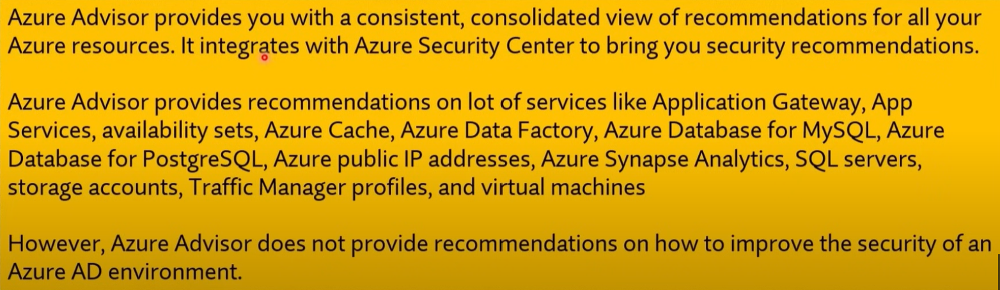 Azure Advisor provides you with a consistent, consolidated view of recommendations for all your
Azure resources. It integrates with Azure Security Center to bring you security recommendations.
Azure Advisor provides recommendations on lot of services like Application Gateway, App
Services, availability sets, Azure Cache, Azure Data Factory, Azure Database for MySQL, Azure
Database for PostgreSQL, Azure public IP addresses, Azure Synapse Analytics, SQL servers,
storage accounts, Traffic Manager profiles, and virtual machines
However, Azure Advisor does not provide recommendations on how to improve the security of an
Azure AD environment.